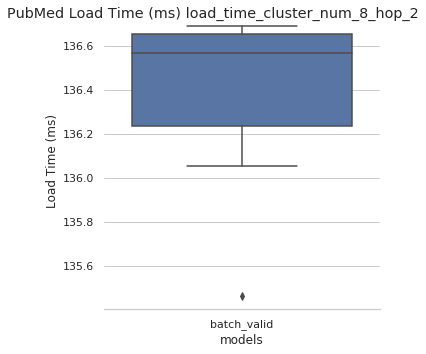 PubMed Load Time (ms) load_time_cluster_num_8_hop_2
136.6
136.4
136.2
136.0
135.8
135.6
Load Time (ms)
batch_valid
models